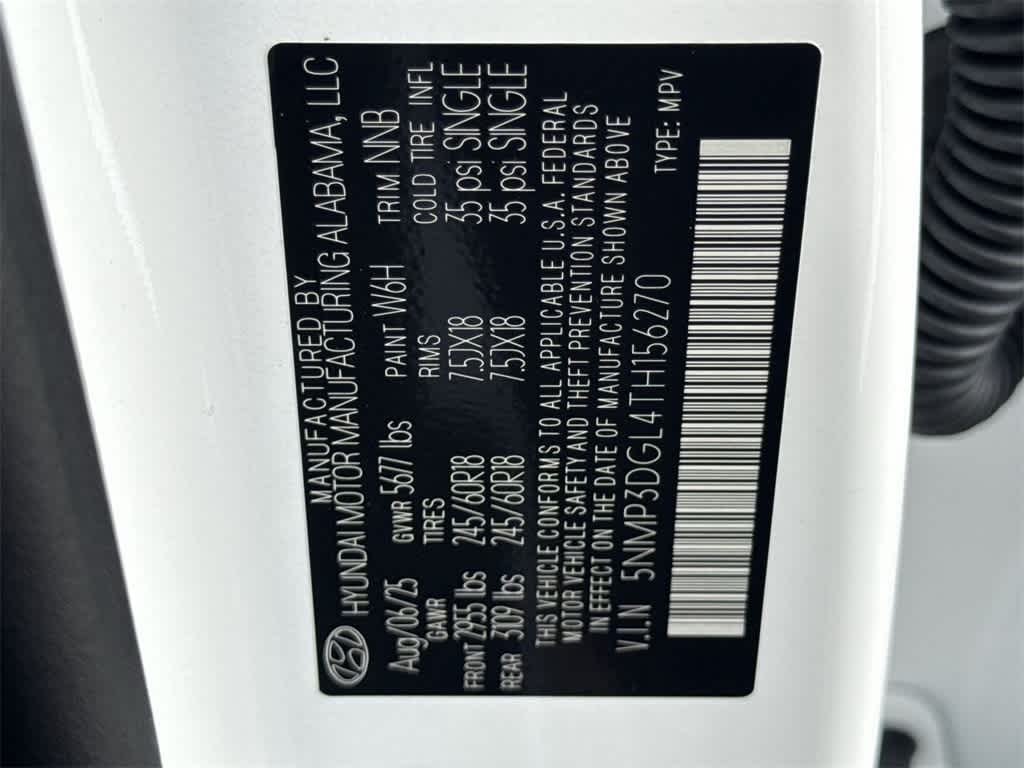 MANUFACTURED BY
HYUNDAI MOTOR MANUFACTURING ALABAMA, LLC
Aug/06/25 GVWR 5677 lbs PAINT W6H TRIM NNB
GAWR TIRES RIMS COLD TIRE INFL
FRONT 2955 lbs 245/60R18 7.5JX18 35 psi SINGLE
REAR 3109 lbs 245/60R18 7.5JX18 35 psi SINGLE
THIS VEHICLE CONFORMS TO ALL APPLICABLE U.S.A. FEDERAL
MOTOR VEHICLE SAFETY AND THEFT PREVENTION STANDARDS
IN EFFECT ON THE DATE OF MANUFACTURE SHOWN ABOVE
V.I.N 5NMP3DGL4TH156270
TYPE: MPV